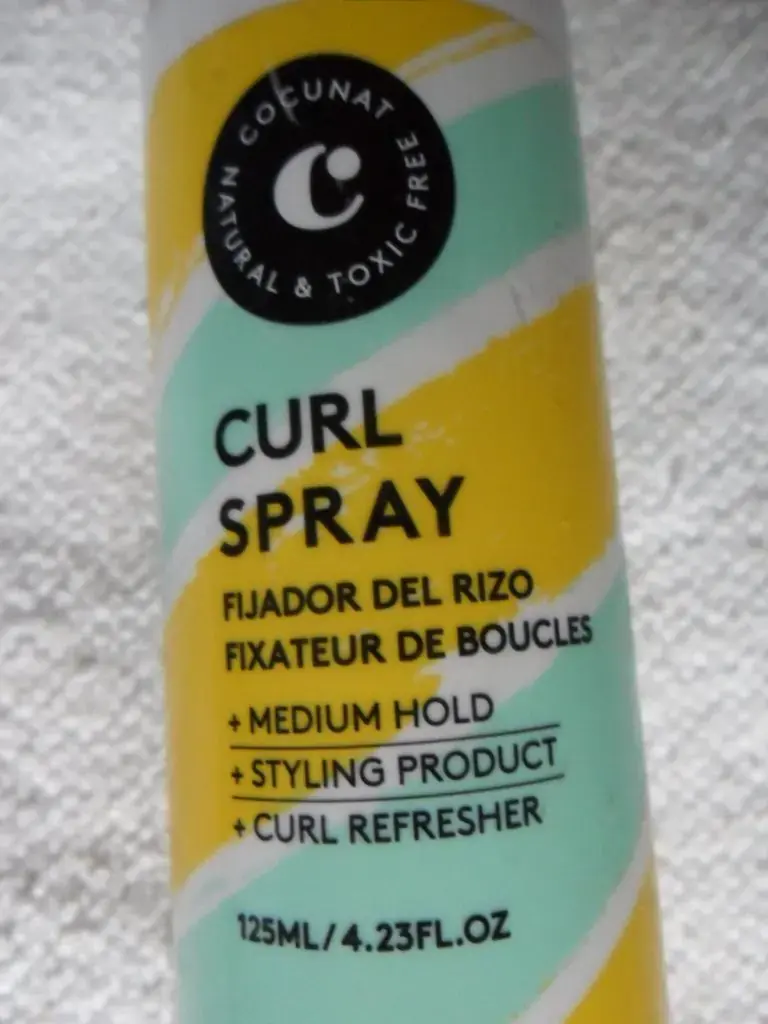 COCUNAT
NATURAL & TOXIC FREE
C
CURL
SPRAY
FIJADOR DEL RIZO
FIXATEUR DE BOUCLES
+ MEDIUM HOLD
+ STYLING PRODUCT
+ CURL REFRESHER
125ML/4.23FL.OZ